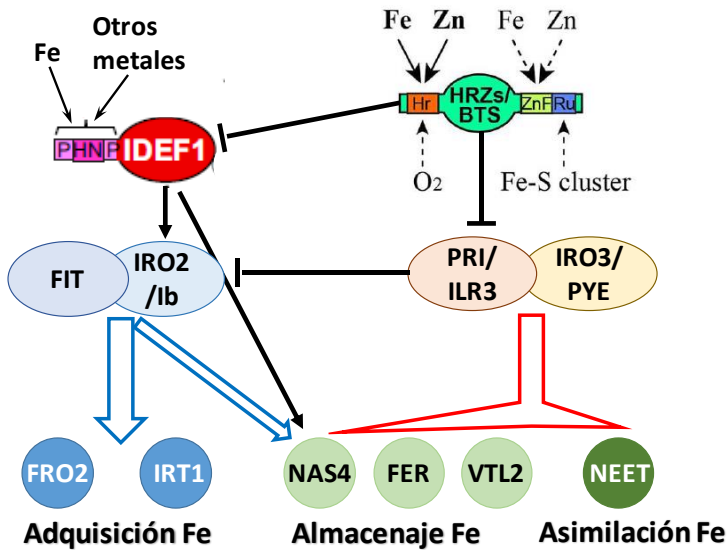 Otros
metales
Fe
Fe Zn
Fe Zn
Hr
HRZs/
BTS
ZnF Ru
O2
Fe-S cluster
P HN P
IDEF1
FIT
IRO2
/Ib
PRI/
ILR3
IRO3/
PYE
FRO2
IRT1
NAS4
FER
VTL2
NEET
Adquisición Fe
Almacenaje Fe
Asimilación Fe